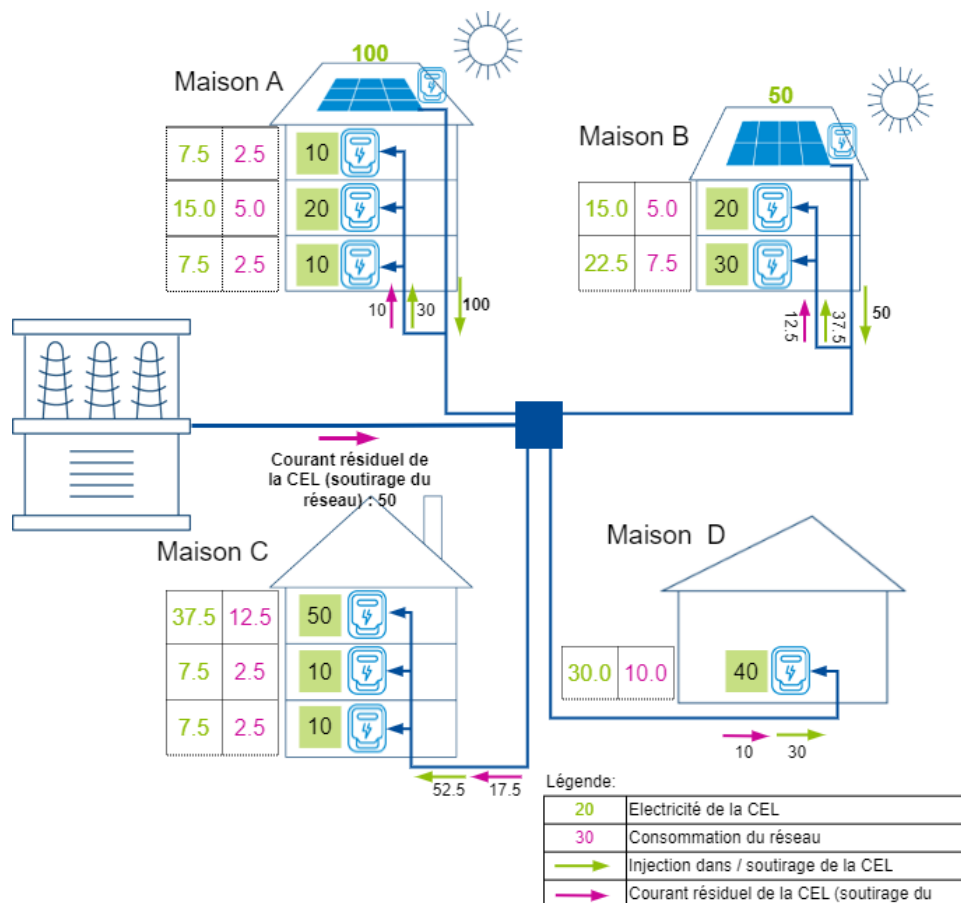 100
Maison A
7.5 2.5 10
15.0 5.0 20
7.5 2.5 10
10 30 100
50
Maison B
15.0 5.0 20
22.5 7.5 30
12.5 37.5 50
Courant résiduel de
la CEL (soutirage du
réseau) : 50
Maison C
37.5 12.5 50
7.5 2.5 10
7.5 2.5 10
52.5 17.5
Maison D
30.0 10.0 40
10 30
Légende:
20 Electricité de la CEL
30 Consommation du réseau
Injection dans / soutirage de la CEL
Courant résiduel de la CEL (soutirage du